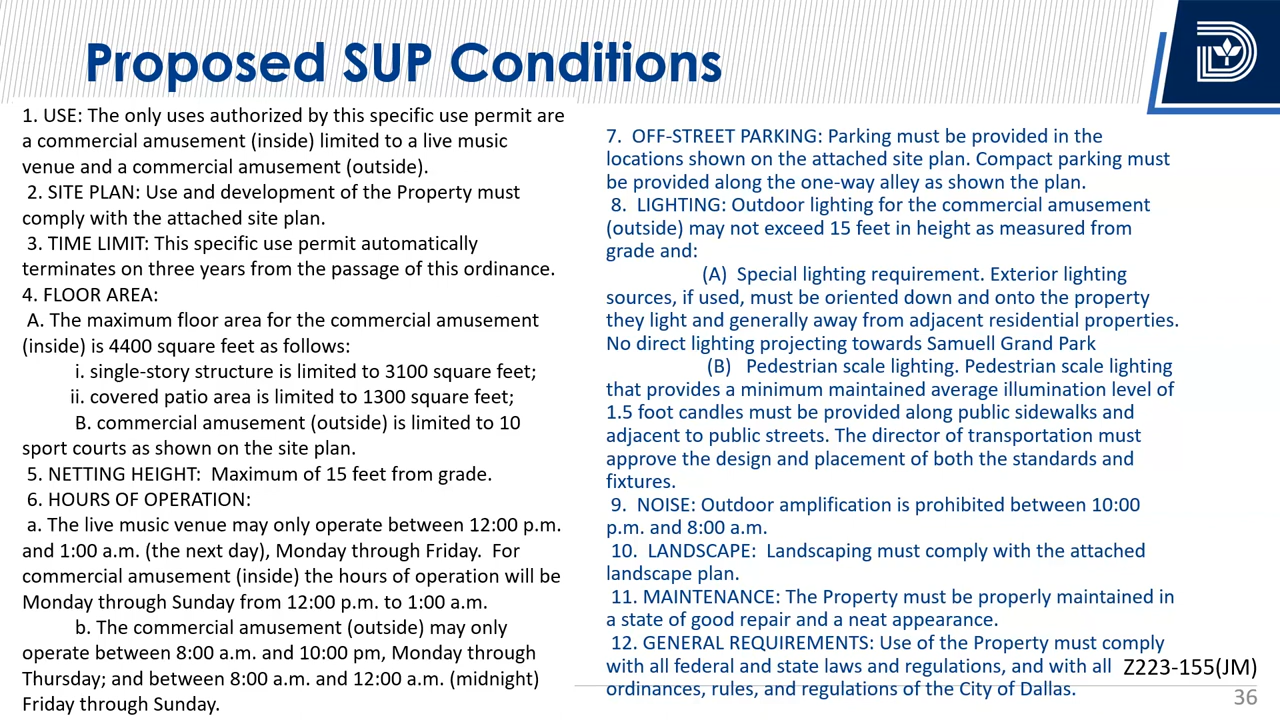 Proposed SUP Conditions
1. USE: The only uses authorized by this specific use permit are
a commercial amusement (inside) limited to a live music
venue and a commercial amusement (outside).
2. SITE PLAN: Use and development of the Property must
comply with the attached site plan.
3. TIME LIMIT: This specific use permit automatically
terminates on three years from the passage of this ordinance.
4. FLOOR AREA:
A. The maximum floor area for the commercial amusement
(inside) is 4400 square feet as follows:
i. single-story structure is limited to 3100 square feet;
ii. covered patio area is limited to 1300 square feet;
B. commercial amusement (outside) is limited to 10
sport courts as shown on the site plan.
5. NETTING HEIGHT: Maximum of 15 feet from grade.
6. HOURS OF OPERATION:
a. The live music venue may only operate between 12:00 p.m.
and 1:00 a.m. (the next day), Monday through Friday. For
commercial amusement (inside) the hours of operation will be
Monday through Sunday from 12:00 p.m. to 1:00 a.m.
b. The commercial amusement (outside) may only
operate between 8:00 a.m. and 10:00 pm, Monday through
Thursday; and between 8:00 a.m. and 12:00 a.m. (midnight)
Friday through Sunday.
7. OFF-STREET PARKING: Parking must be provided in the
locations shown on the attached site plan. Compact parking must
be provided along the one-way alley as shown the plan.
8. LIGHTING: Outdoor lighting for the commercial amusement
(outside) may not exceed 15 feet in height as measured from
grade and:
(A) Special lighting requirement. Exterior lighting
sources, if used, must be oriented down and onto the property
they light and generally away from adjacent residential properties.
No direct lighting projecting towards Samuell Grand Park
(B) Pedestrian scale lighting. Pedestrian scale lighting
that provides a minimum maintained average illumination level of
1.5 foot candles must be provided along public sidewalks and
adjacent to public streets. The director of transportation must
approve the design and placement of both the standards and
fixtures.
9. NOISE: Outdoor amplification is prohibited between 10:00
p.m. and 8:00 a.m.
10. LANDSCAPE: Landscaping must comply with the attached
landscape plan.
11. MAINTENANCE: The Property must be properly maintained in
a state of good repair and a neat appearance.
12. GENERAL REQUIREMENTS: Use of the Property must comply
with all federal and state laws and regulations, and with all
ordinances, rules, and regulations of the City of Dallas.
Z223-155(JM)
36